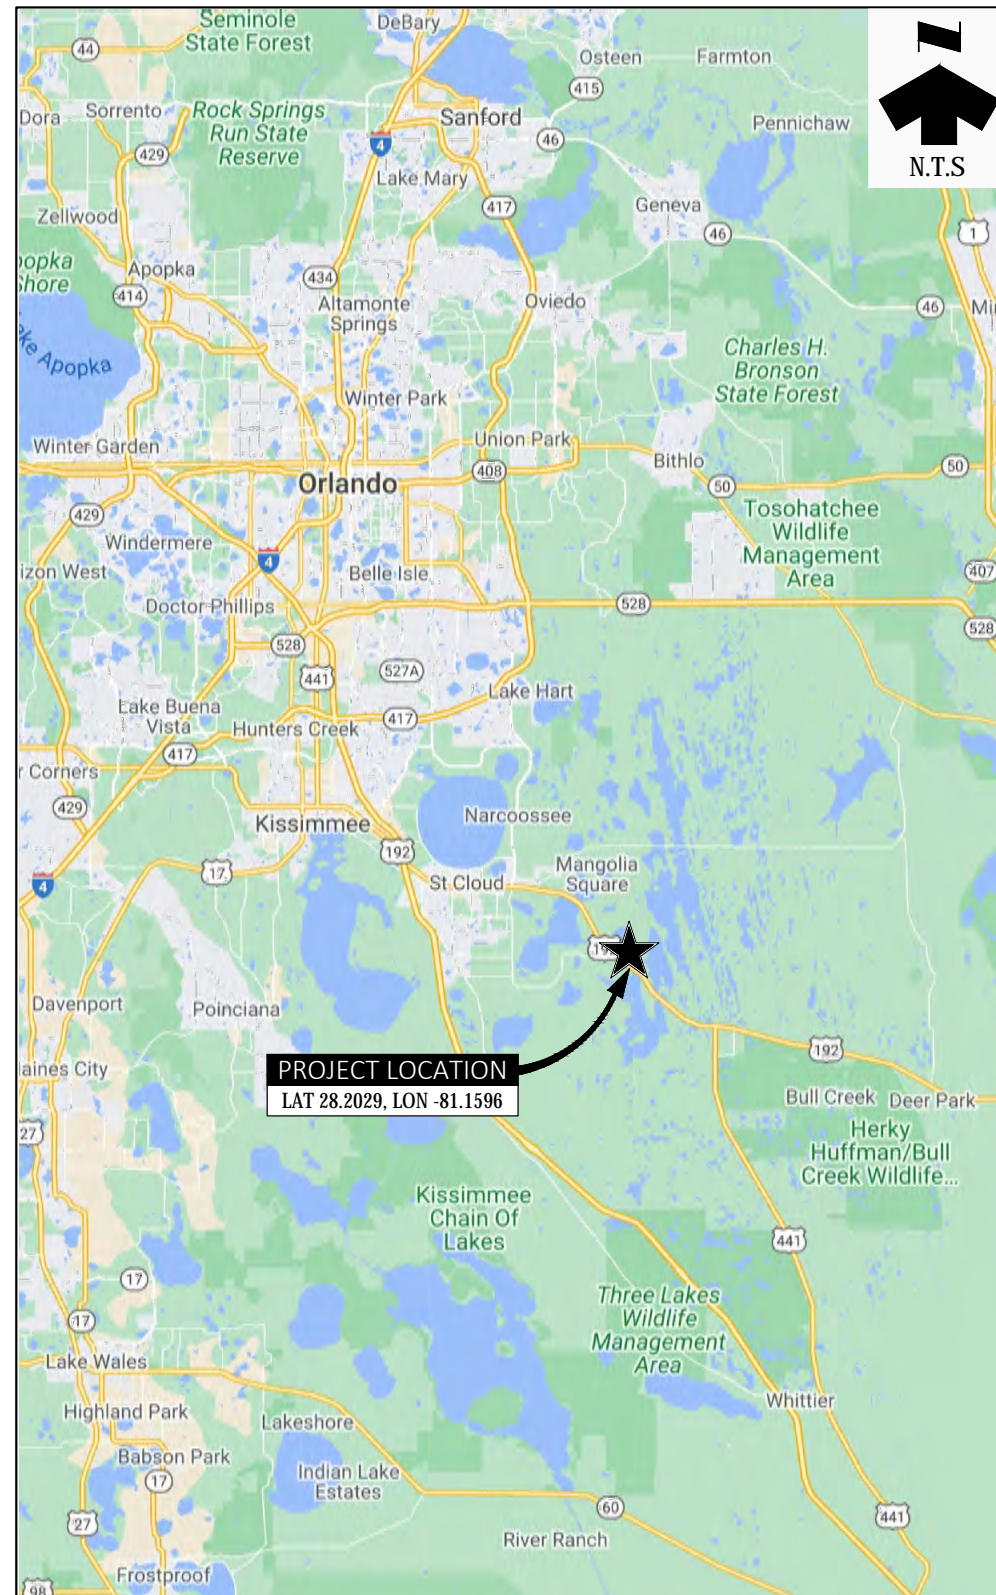 Seminole
State Forest
DeBary
44
Osteen
Farmton
415
Dora
Sorrento
Rock Springs
Run State
Reserve
Sanford
Pennichaw
N
N.T.S
4
46
429
Lake Mary
417
Geneva
Zellwood
46
1
popka
Shore
Apopka
434
414
Altamonte
Springs
Oviedo
46
Mi
ke Apopka
Charles H.
Bronson
State Forest
Winter Park
Winter Garden
Union Park
Bithlo
408
50
50
Orlando
429
Tosohatchee
Wildlife
Management
Area
Windermere
4
izon West
Belle Isle
407
Doctor Phillips
528
528
528
441
527A
Lake Hart
Lake Buena
Vista
417
Hunters Creek
417
r Corners
429
Kissimmee
Narcoossee
192
17
4
St Cloud
Mangolia
Square
19
Davenport
Poinciana
PROJECT LOCATION
LAT 28.2029, LON -81.1596
192
aines City
Bull Creek
Deer Park
27
Herky
Huffman/Bull
Creek Wildlife...
Kissimmee
Chain Of
Lakes
441
17
Three Lakes
Wildlife
Management
Area
17
Lake Wales
Whittier
Highland Park
Lakeshore
Babson Park
17
Indian Lake
Estates
60
27
441
River Ranch
Frostproof
98